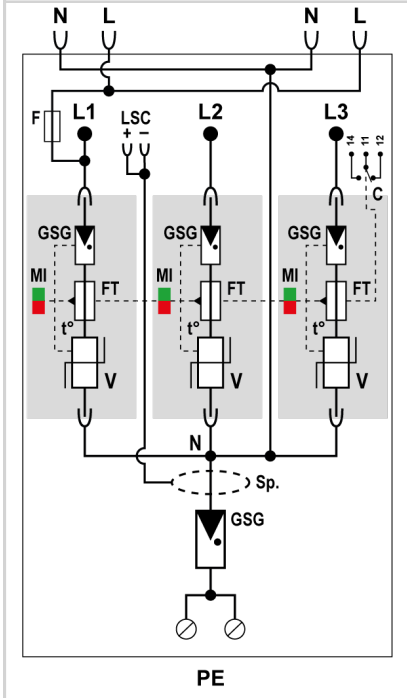 N L N L
F L1 LSC L2 L3
+ −
14 11 12
C
GSG GSG GSG
MI MI MI
FT FT FT
t° t° t°
V V V
N
Sp.
GSG
PE